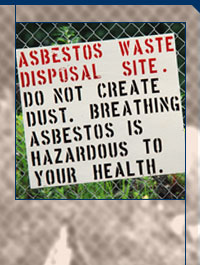 ASBESTOS WASTE
DISPOSAL SITE.
DO NOT CREATE
DUST. BREATHING
ASBESTOS IS
HAZARDOUS TO
YOUR HEALTH.